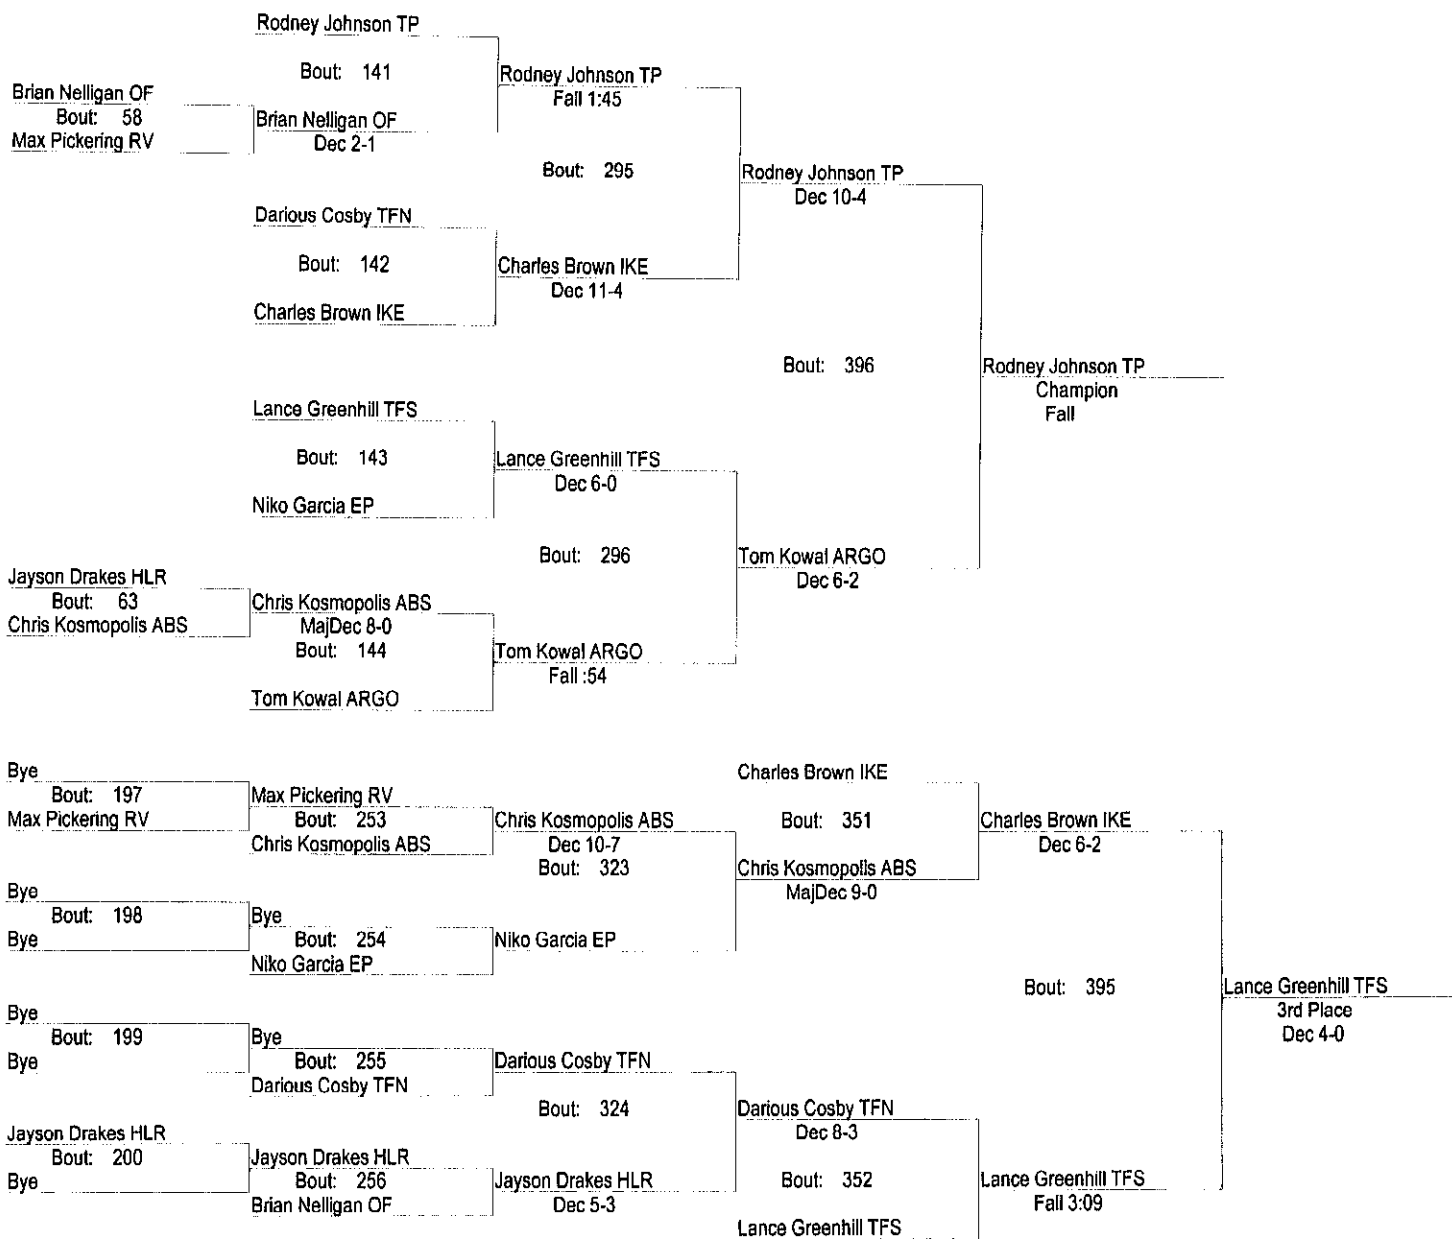 Rodney Johnson TP
Bout: 141
Rodney Johnson TP
Fall 1:45
Brian Nelligan OF
Bout: 58
Max Pickering RV
Brian Nelligan OF
Dec 2-1
Bout: 295
Rodney Johnson TP
Dec 10-4
Darious Cosby TFN
Bout: 142
Charles Brown IKE
Dec 11-4
Charles Brown IKE
Bout: 396
Rodney Johnson TP
Champion
Fall
Lance Greenhill TFS
Bout: 143
Lance Greenhill TFS
Dec 6-0
Niko Garcia EP
Bout: 296
Tom Kowal ARGO
Dec 6-2
Jayson Drakes HLR
Bout: 63
Chris Kosmopolis ABS
Chris Kosmopolis ABS
MajDec 8-0
Bout: 144
Tom Kowal ARGO
Fall :54
Tom Kowal ARGO
Bye
Bout: 197
Max Pickering RV
Max Pickering RV
Bout: 253
Chris Kosmopolis ABS
Chris Kosmopolis ABS
Dec 10-7
Bout: 323
Charles Brown IKE
Bout: 351
Chris Kosmopolis ABS
MajDec 9-0
Charles Brown IKE
Dec 6-2
Bye
Bout: 198
Bye
Bye
Bout: 254
Niko Garcia EP
Niko Garcia EP
Bout: 395
Lance Greenhill TFS
3rd Place
Dec 4-0
Bye
Bout: 199
Bye
Bye
Bout: 255
Darious Cosby TFN
Darious Cosby TFN
Bout: 324
Darious Cosby TFN
Dec 8-3
Jayson Drakes HLR
Bout: 200
Bye
Jayson Drakes HLR
Bout: 256
Brian Nelligan OF
Jayson Drakes HLR
Dec 5-3
Bout: 352
Lance Greenhill TFS
Lance Greenhill TFS
Fall 3:09